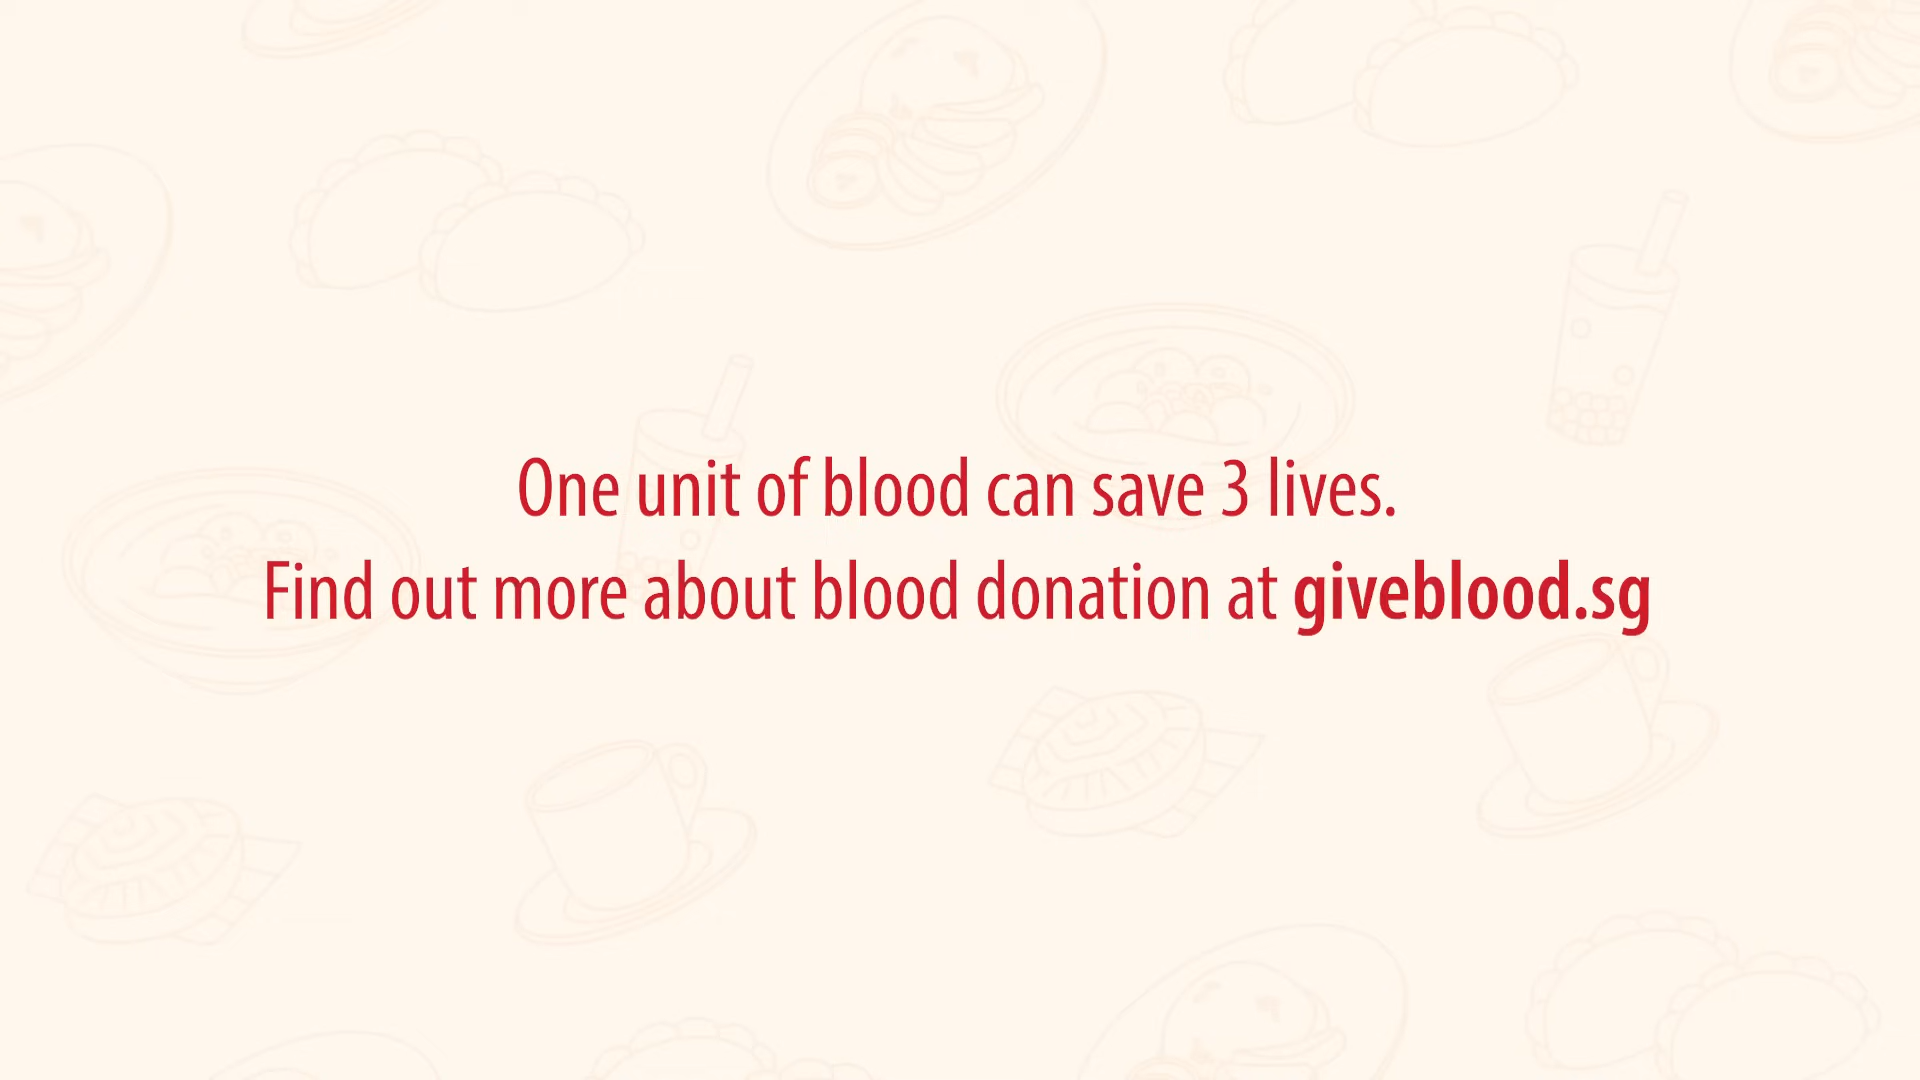 One unit of blood can save 3 lives.
Find out more about blood donation at giveblood.sg